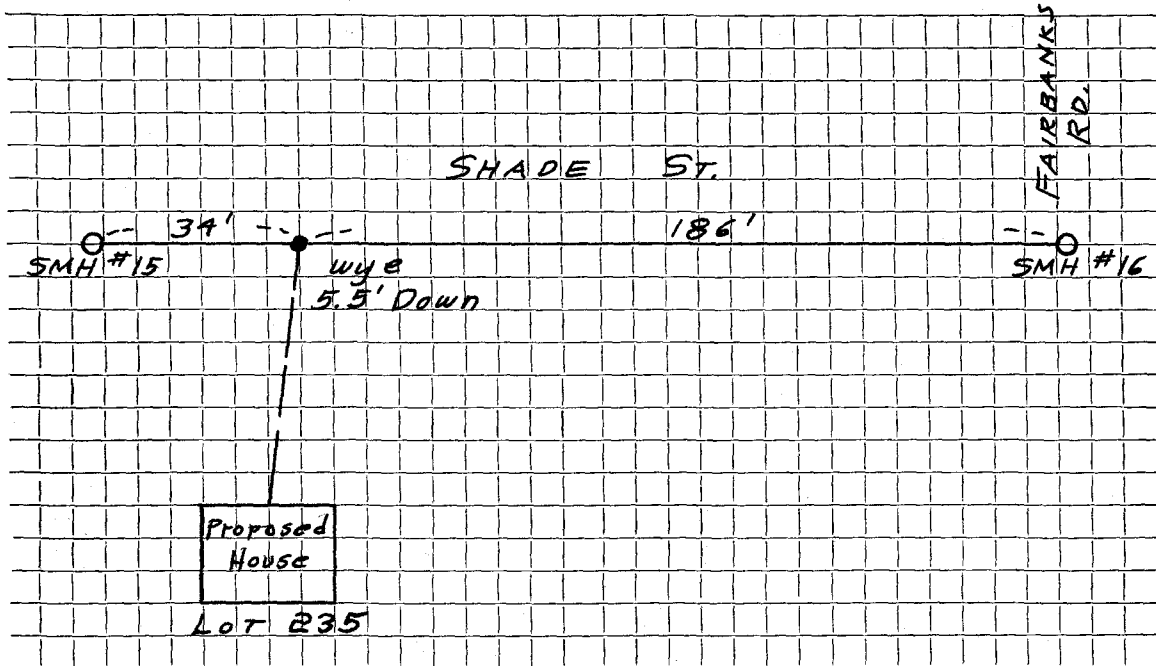 FAIRBANKS
RD.
SHADE ST.
34'
186'
SMH #15
wye
5.5' Down
SMH #16
Proposed
House
LOT 235